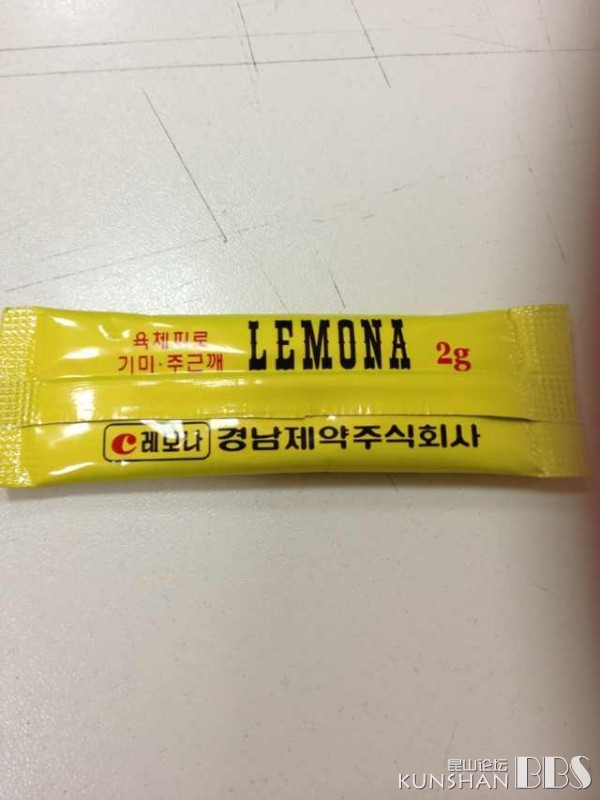 육체피로
기미·주근깨
LEMONA 2g
C레모나 경남제약주식회사
昆山论坛
KUNSHAN BBS